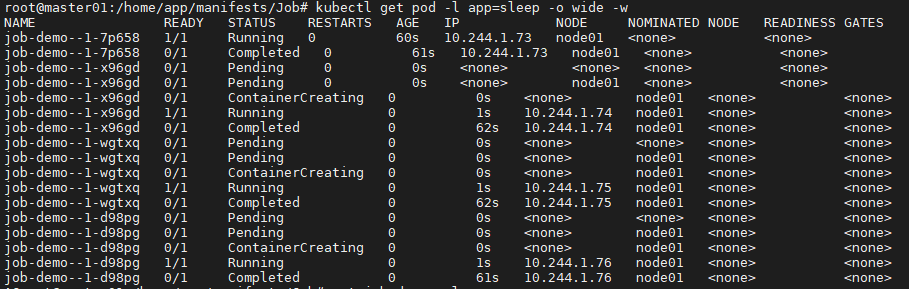 root@master01:/home/app/manifests/Job# kubectl get pod -l app=sleep -o wide -w
NAME READY STATUS RESTARTS AGE IP NODE NOMINATED NODE READINESS GATES
job-demo--1-7p658 1/1 Running 0 60s 10.244.1.73 node01 <none> <none>
job-demo--1-7p658 0/1 Completed 0 61s 10.244.1.73 node01 <none> <none>
job-demo--1-x96gd 0/1 Pending 0 0s <none> <none> <none> <none>
job-demo--1-x96gd 0/1 Pending 0 0s <none> node01 <none> <none>
job-demo--1-x96gd 0/1 ContainerCreating 0 0s <none> node01 <none> <none>
job-demo--1-x96gd 1/1 Running 0 1s 10.244.1.74 node01 <none> <none>
job-demo--1-x96gd 0/1 Completed 0 62s 10.244.1.74 node01 <none> <none>
job-demo--1-wgtxq 0/1 Pending 0 0s <none> <none> <none> <none>
job-demo--1-wgtxq 0/1 Pending 0 0s <none> node01 <none> <none>
job-demo--1-wgtxq 0/1 ContainerCreating 0 0s <none> node01 <none> <none>
job-demo--1-wgtxq 1/1 Running 0 1s 10.244.1.75 node01 <none> <none>
job-demo--1-wgtxq 0/1 Completed 0 62s 10.244.1.75 node01 <none> <none>
job-demo--1-d98pg 0/1 Pending 0 0s <none> <none> <none> <none>
job-demo--1-d98pg 0/1 Pending 0 0s <none> node01 <none> <none>
job-demo--1-d98pg 0/1 ContainerCreating 0 0s <none> node01 <none> <none>
job-demo--1-d98pg 1/1 Running 0 1s 10.244.1.76 node01 <none> <none>
job-demo--1-d98pg 0/1 Completed 0 61s 10.244.1.76 node01 <none> <none>